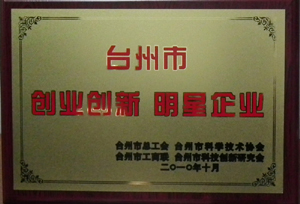 台州市
创业创新 明星企业
台州市总工会 台州市科学技术协会
台州市工商联 台州市科技创新研究会
二〇一〇年十月